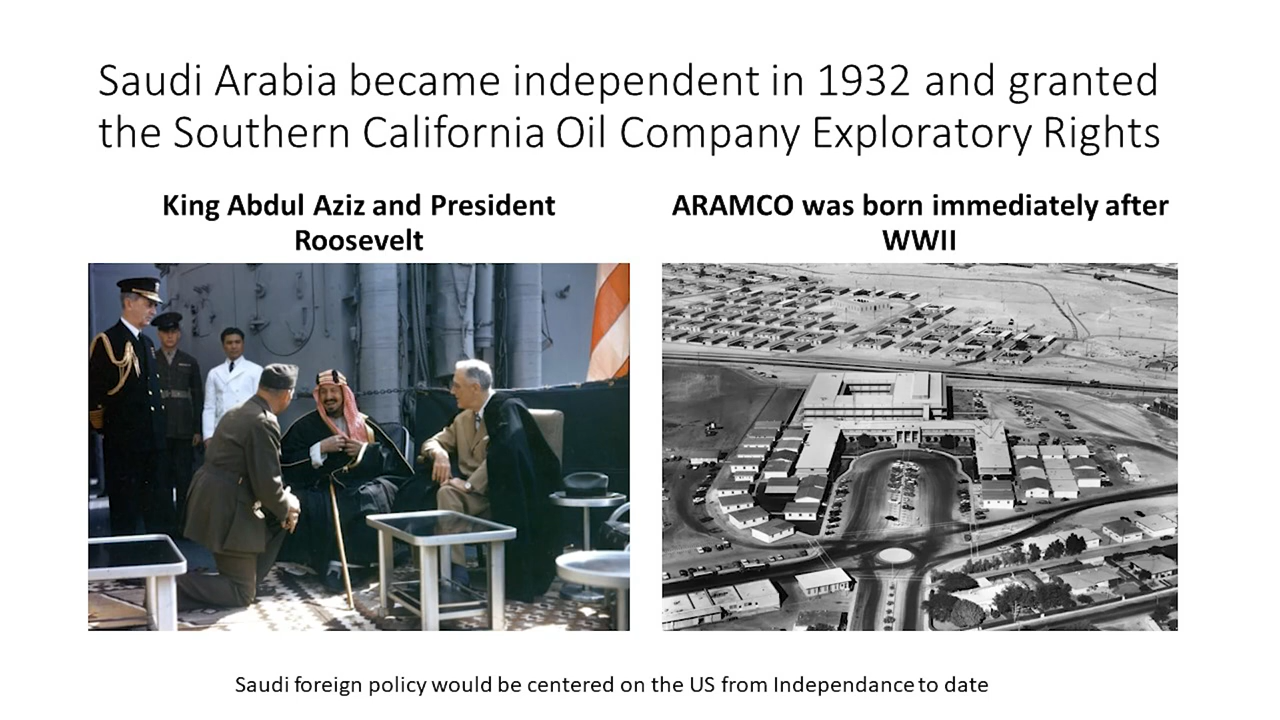 Saudi Arabia became independent in 1932 and granted
the Southern California Oil Company Exploratory Rights
King Abdul Aziz and President
Roosevelt
ARAMCO was born immediately after
WWII
Saudi foreign policy would be centered on the US from Independance to date